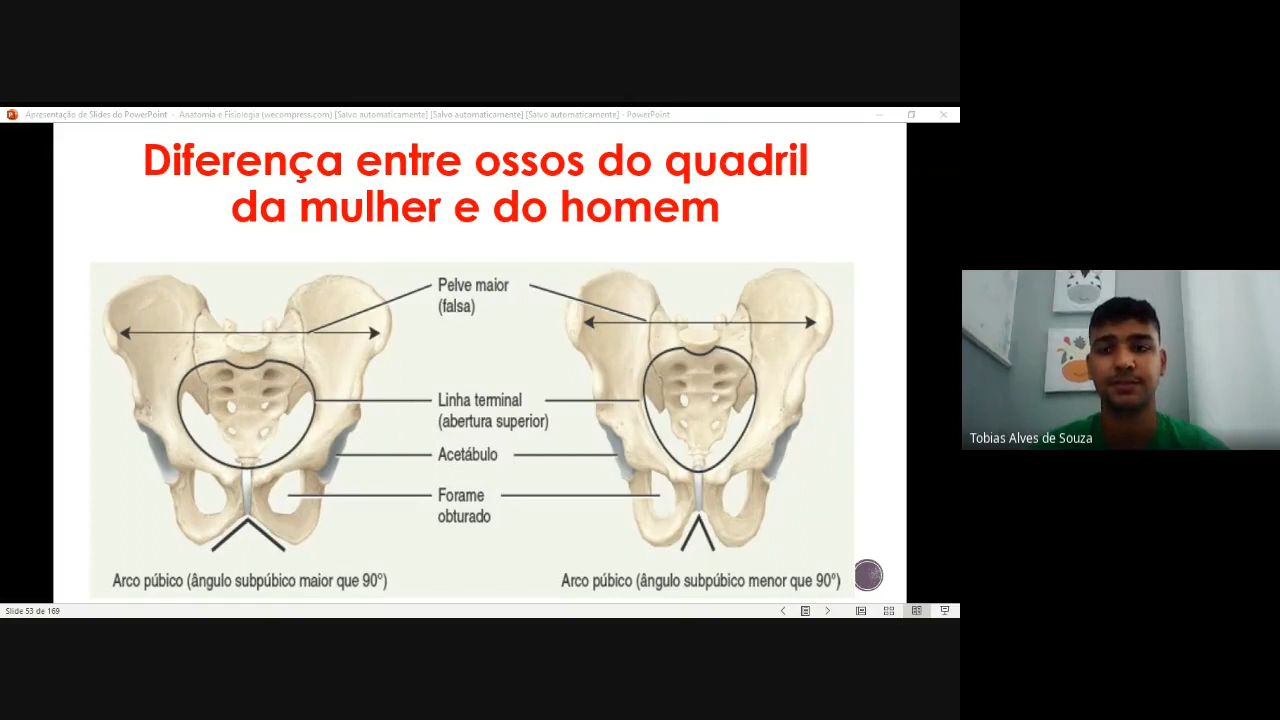 Apresentação de Slides do PowerPoint - Anatomia e Fisiologia (wecompress.com) [Salvo automaticamente] [Salvo automaticamente] [Salvo automaticamente] - PowerPoint
Diferença entre ossos do quadril
da mulher e do homem
Pelve maior
(falsa)
Linha terminal
(abertura superior)
Acetábulo
Forame
obturado
Arco púbico (ângulo subpúbico maior que 90°)
Arco púbico (ângulo subpúbico menor que 90°)
Slide 53 de 169
Tobias Alves de Souza